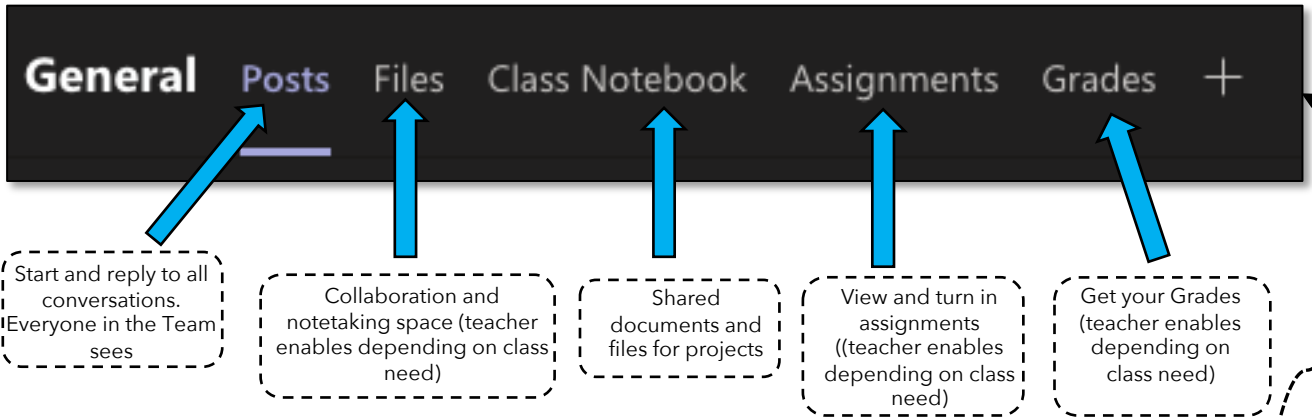 General Posts Files Class Notebook Assignments Grades +
Start and reply to all
conversations.
Everyone in the Team
sees
Collaboration and
notetaking space (teacher
enables depending on class
need)
Shared
documents and
files for projects
View and turn in
assignments
((teacher enables
depending on class
need)
Get your Grades
(teacher enables
depending on
class need)